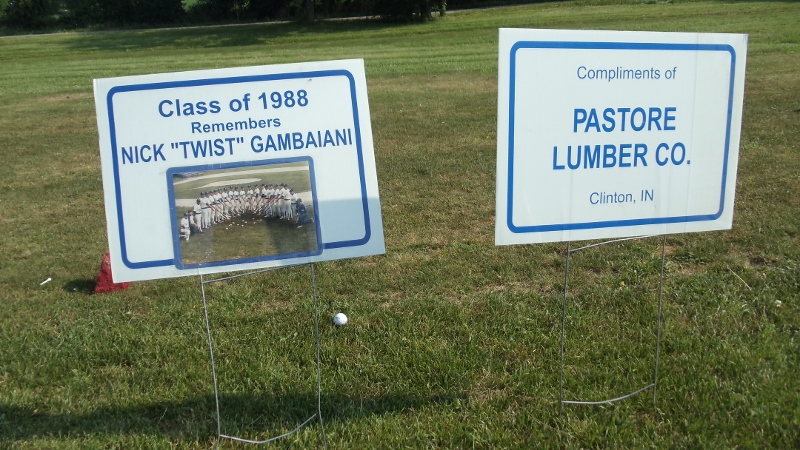 Class of 1988
Remembers
NICK "TWIST" GAMBAIANI
Compliments of
PASTORE
LUMBER CO.
Clinton, IN